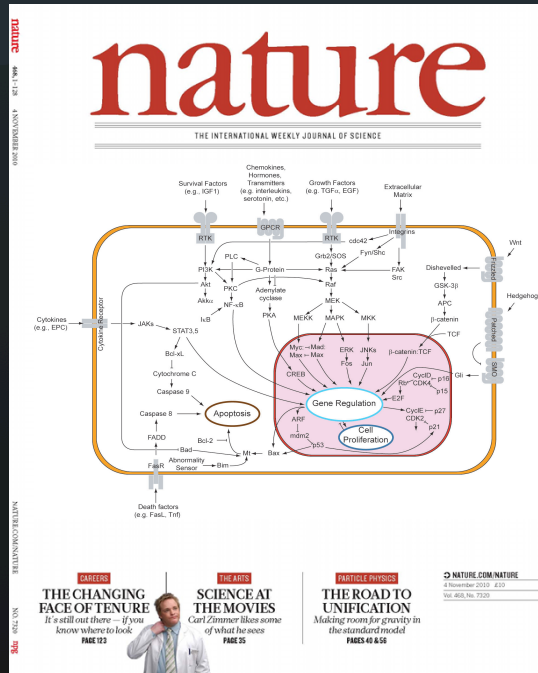 nature
THE INTERNATIONAL WEEKLY JOURNAL OF SCIENCE
nature
468, 1–128
4 NOVEMBER 2010
NATURE.COM/NATURE
NO. 7320
npg
Survival Factors
(e.g., IGF1)
Chemokines,
Hormones,
Transmitters
(e.g. interleukins,
serotonin, etc.)
Growth Factors
(e.g. TGFα, EGF)
Extracellular
Matrix
RTK
GPCR
RTK
Integrins
cdc42
Wnt
PLC
Grb2/SOS
Fyn/Shc
PI3K
G-Protein
Ras
FAK
Src
Dishevelled
Frizzled
Akt
PKC
Adenylate
cyclase
Raf
GSK-3β
Akkα
NF-κB
MEK
APC
Hedgehog
IκB
PKA
MEKK
MAPK
MKK
β-catenin
Patched
Cytokines
(e.g., EPC)
Cytokine Receptor
JAKs
STAT3,5
TCF
Myc
Mad
Max
Max
ERK
Fos
JNKs
Jun
β-catenin:TCF
SMO
Bcl-xL
Cytochrome C
CREB
CyclD
p16
Rb
CDK4
p15
Gli
Caspase 9
E2F
Gene Regulation
CyclE
p27
CDK2
p21
Caspase 8
Apoptosis
ARF
FADD
Bcl-2
mdm2
Cell
Proliferation
p53
Bad
Mt
Bax
FasR
Abnormality
Sensor
Bim
Death factors
(e.g. FasL, Tnf)
CAREERS
THE CHANGING
FACE OF TENURE
It's still out there — if you
know where to look
PAGE 123
THE ARTS
SCIENCE AT
THE MOVIES
Carl Zimmer likes some
of what he sees
PAGE 35
PARTICLE PHYSICS
THE ROAD TO
UNIFICATION
Making room for gravity in
the standard model
PAGES 40 & 56
NATURE.COM/NATURE
4 November 2010 £10
Vol. 468, No. 7320